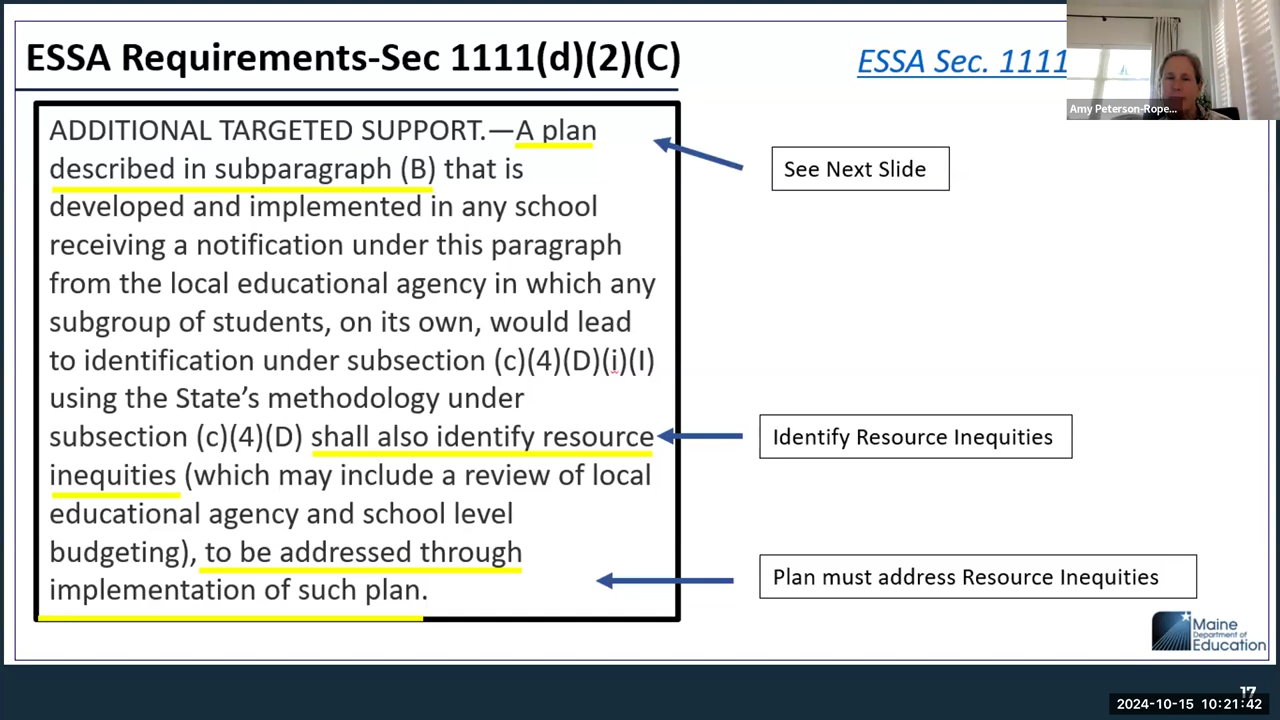 ESSA Requirements-Sec 1111(d)(2)(C)
ESSA Sec. 1111
Amy Peterson-Rope...
ADDITIONAL TARGETED SUPPORT.—A plan
described in subparagraph (B) that is
developed and implemented in any school
receiving a notification under this paragraph
from the local educational agency in which any
subgroup of students, on its own, would lead
to identification under subsection (c)(4)(D)(i)(I)
using the State’s methodology under
subsection (c)(4)(D) shall also identify resource
inequities (which may include a review of local
educational agency and school level
budgeting), to be addressed through
implementation of such plan.
See Next Slide
Identify Resource Inequities
Plan must address Resource Inequities
Maine
Department of
Education
17
2024-10-15 10:21:42